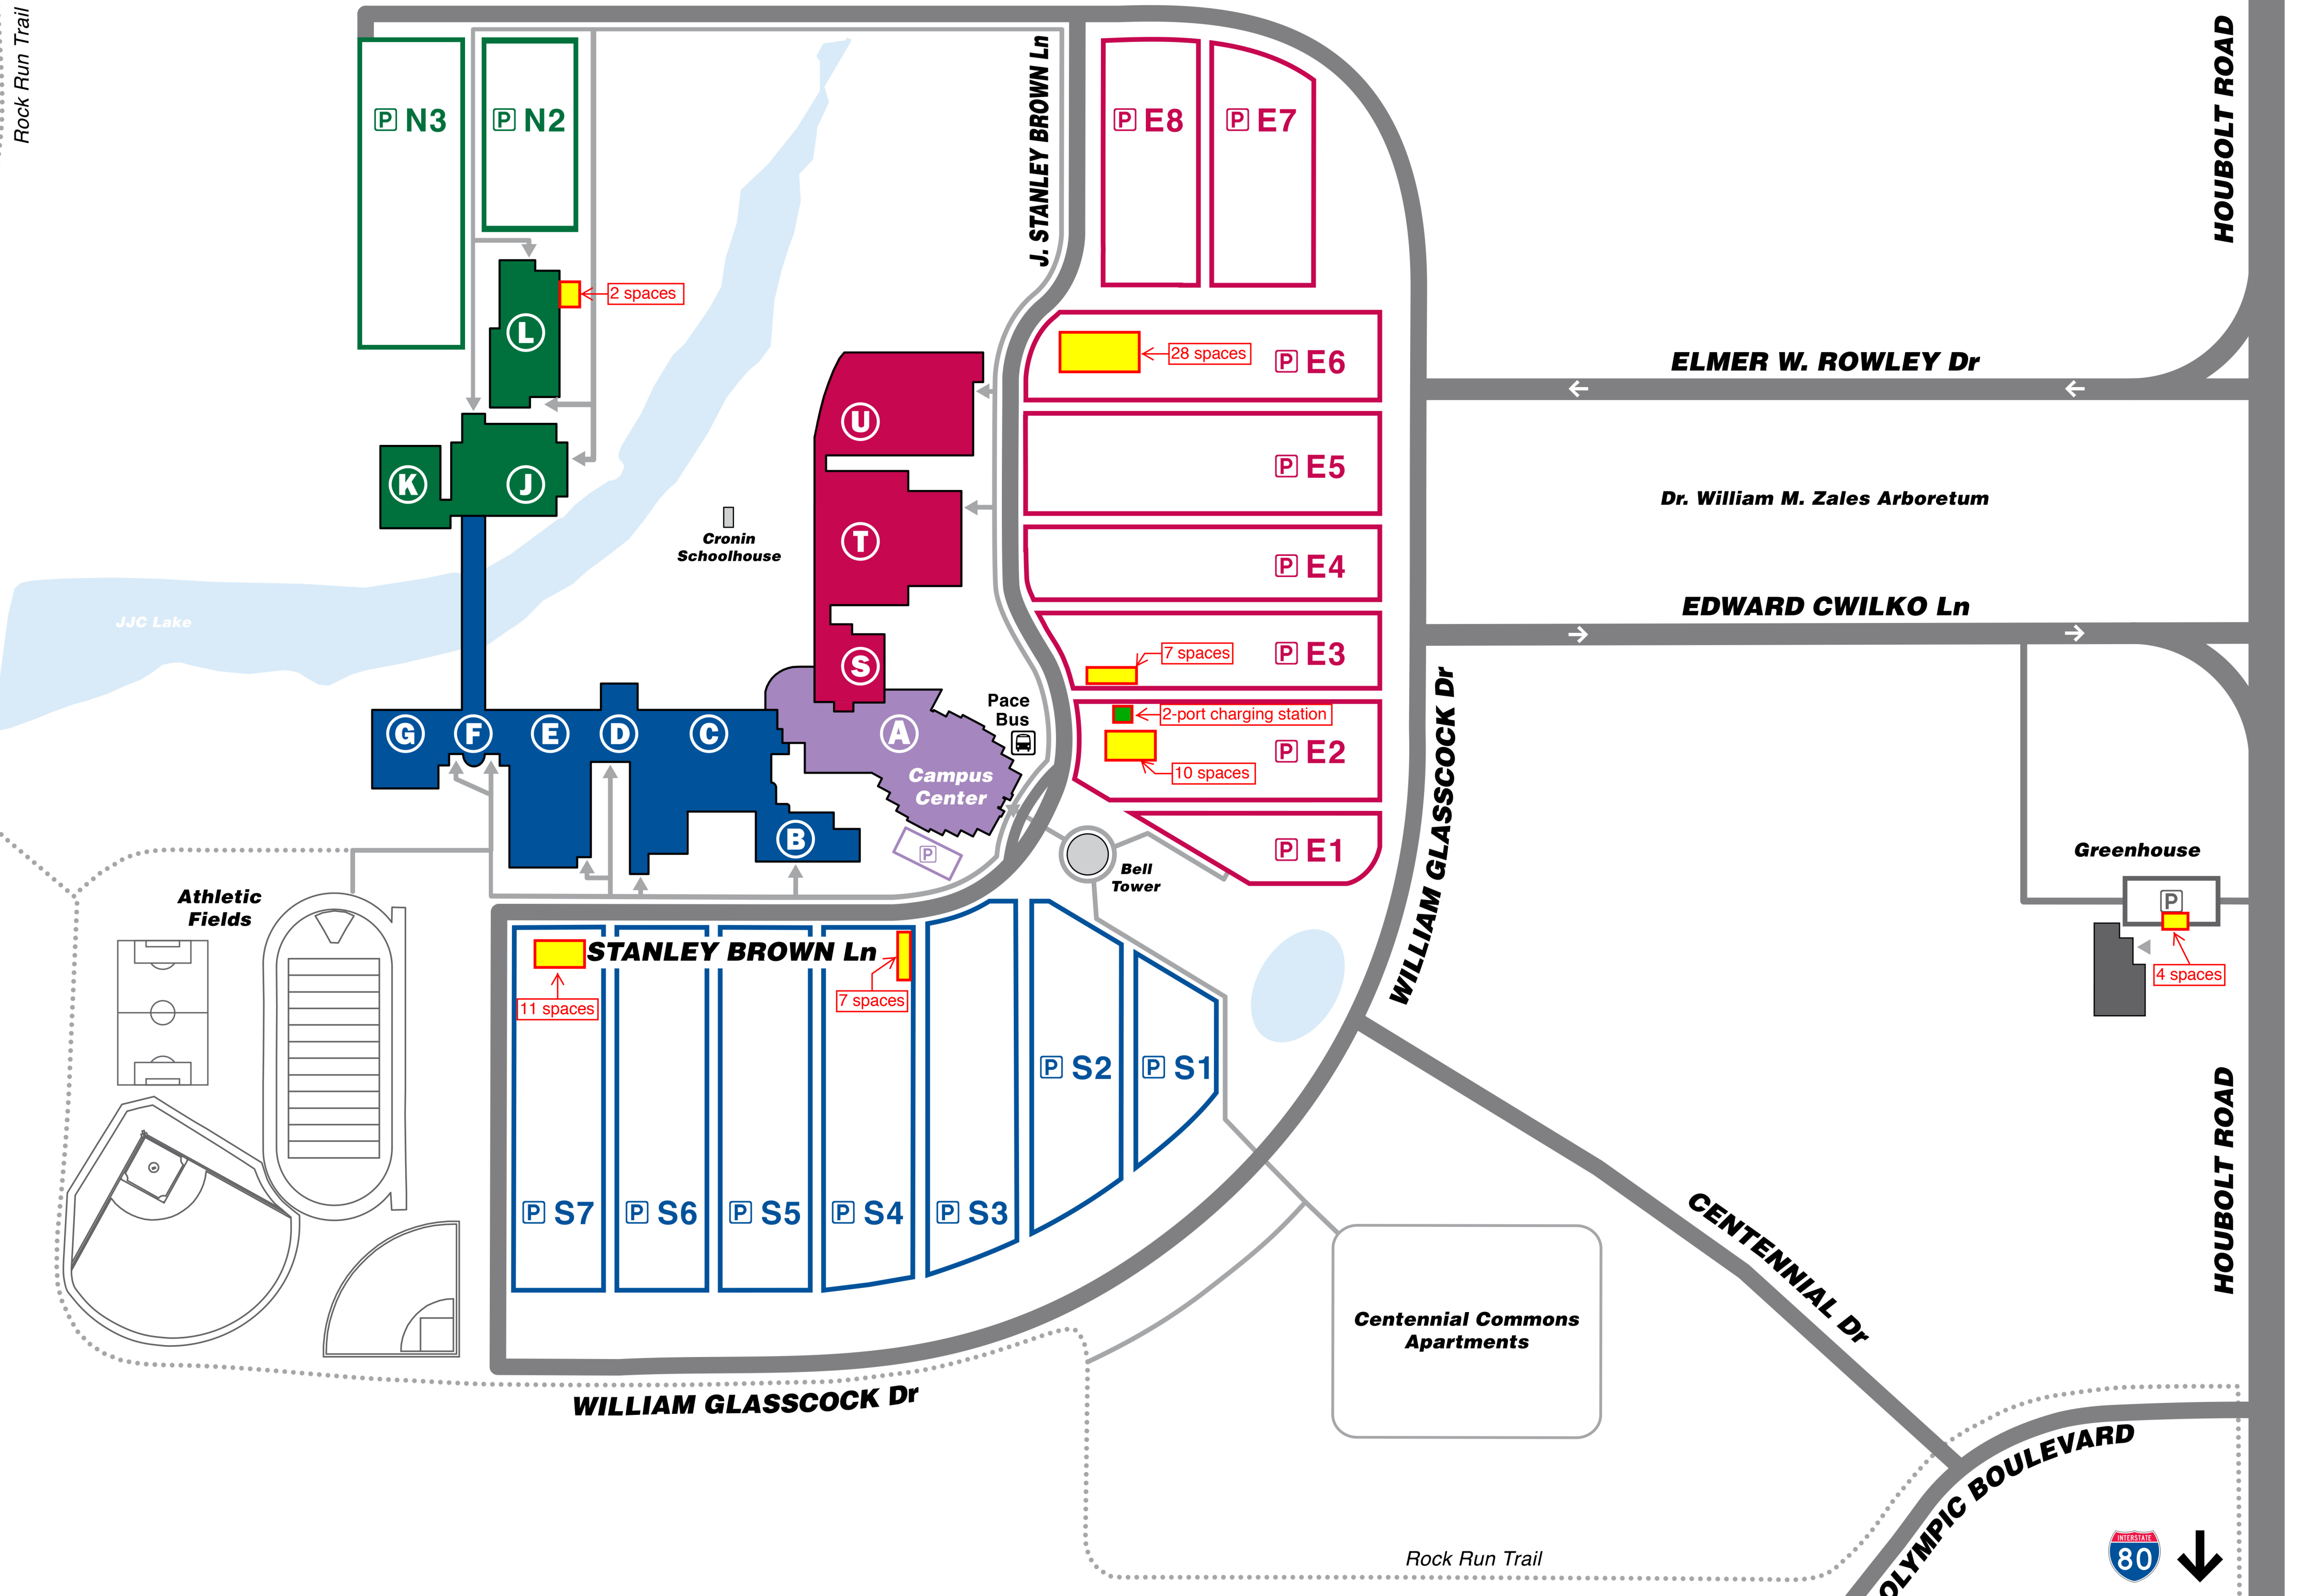 Rock Run Trail
J. STANLEY BROWN Ln
HOUBOLT ROAD
P N3
P N2
P E8
P E7
2 spaces
L
28 spaces
P E6
ELMER W. ROWLEY Dr
U
K
J
P E5
Dr. William M. Zales Arboretum
Cronin
Schoolhouse
T
P E4
EDWARD CWILKO Ln
JJC Lake
S
7 spaces
P E3
WILLIAM GLASSCOCK Dr
Pace
Bus
2-port charging station
G
F
E
D
C
A
P E2
Campus
Center
10 spaces
B
P
Bell
Tower
P E1
Greenhouse
P
4 spaces
Athletic
Fields
STANLEY BROWN Ln
11 spaces
7 spaces
P S2
P S1
HOUBOLT ROAD
P S7
P S6
P S5
P S4
P S3
CENTENNIAL Dr
Centennial Commons
Apartments
WILLIAM GLASSCOCK Dr
OLYMPIC BOULEVARD
Rock Run Trail
INTERSTATE
80